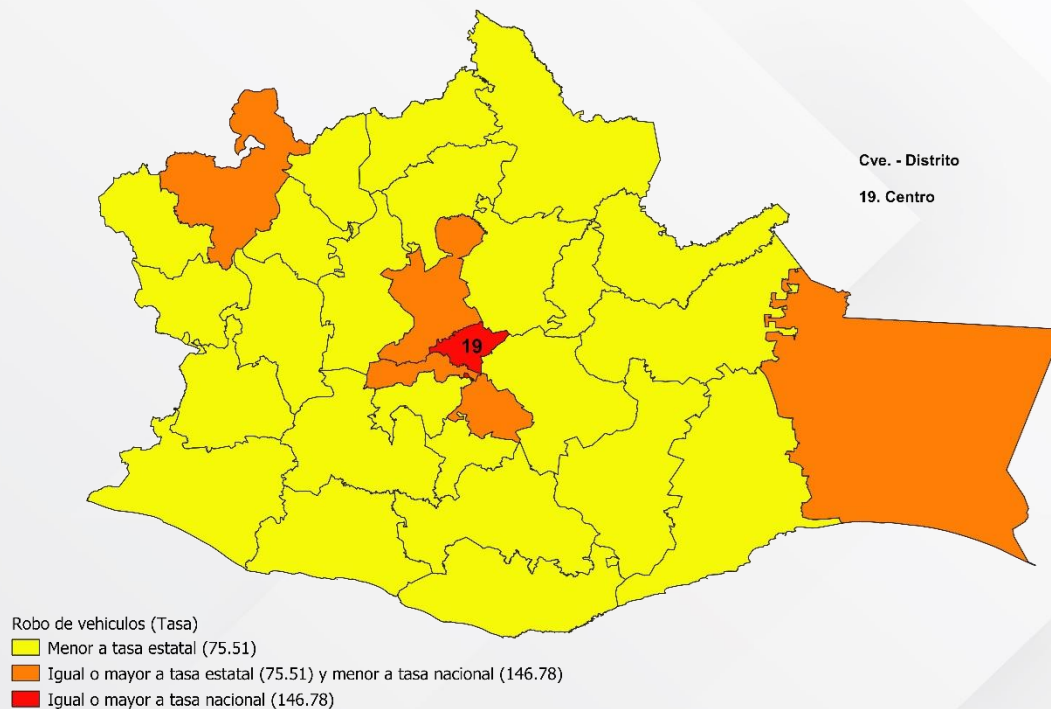 Cve. - Distrito
19. Centro
19
Robo de vehiculos (Tasa)
Menor a tasa estatal (75.51)
Igual o mayor a tasa estatal (75.51) y menor a tasa nacional (146.78)
Igual o mayor a tasa nacional (146.78)